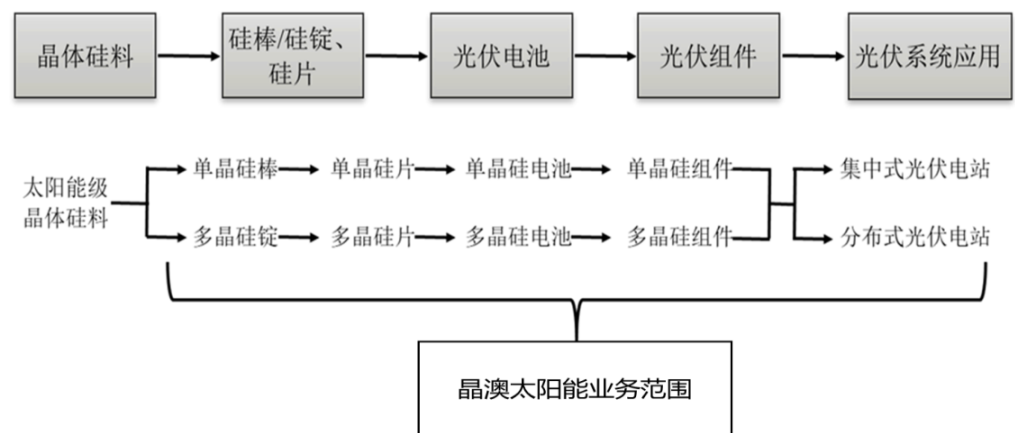 晶体硅料
硅棒/硅锭、
硅片
光伏电池
光伏组件
光伏系统应用
太阳能级
晶体硅料
单晶硅棒
单晶硅片
单晶硅电池
单晶硅组件
集中式光伏电站
多晶硅锭
多晶硅片
多晶硅电池
多晶硅组件
分布式光伏电站
晶澳太阳能业务范围